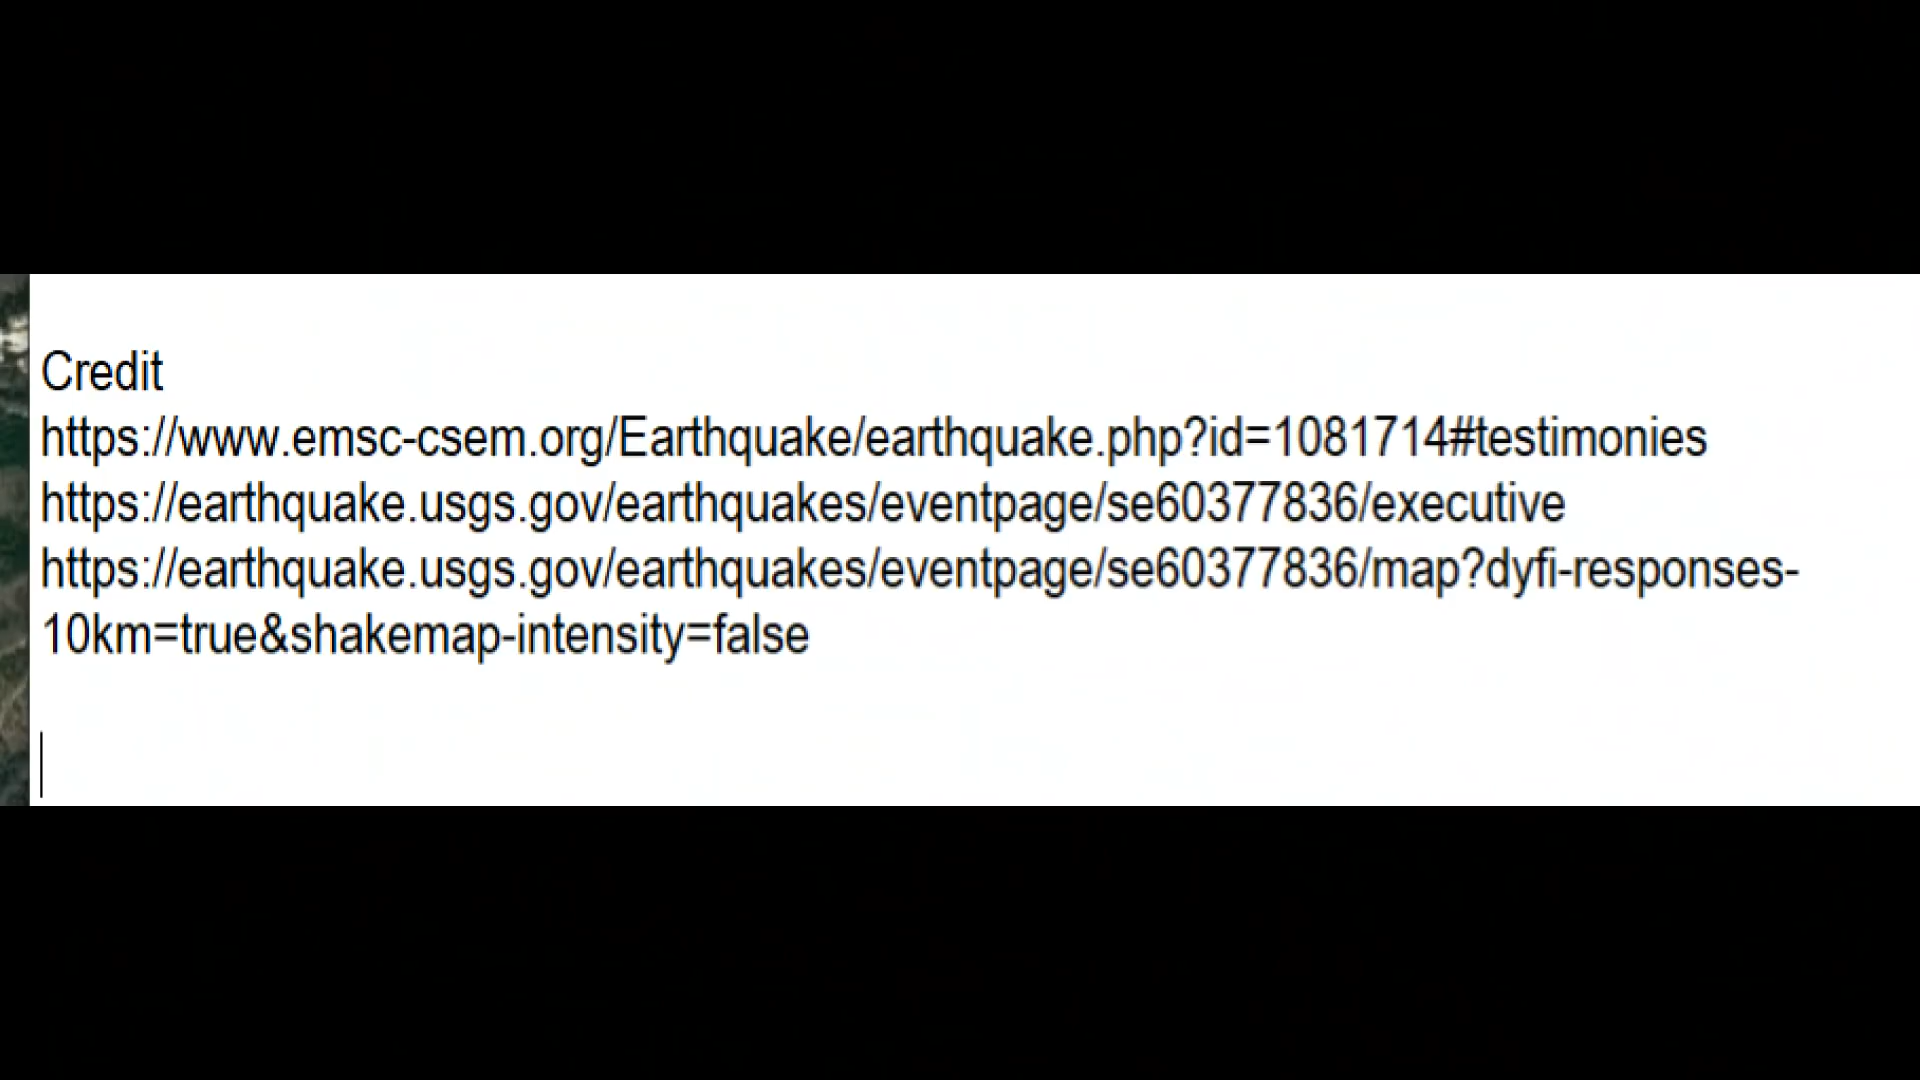 Credit
https://www.emsc-csem.org/Earthquake/earthquake.php?id=1081714#testimonies
https://earthquake.usgs.gov/earthquakes/eventpage/se60377836/executive
https://earthquake.usgs.gov/earthquakes/eventpage/se60377836/map?dyfi-responses-
10km=true&shakemap-intensity=false